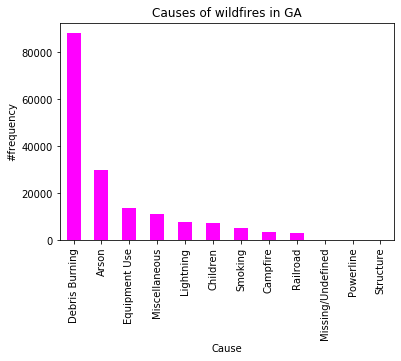 Causes of wildfires in GA
#frequency
80000
60000
40000
20000
0
Debris Burning
Arson
Equipment Use
Miscellaneous
Lightning
Children
Smoking
Campfire
Railroad
Missing/Undefined
Powerline
Structure
Cause